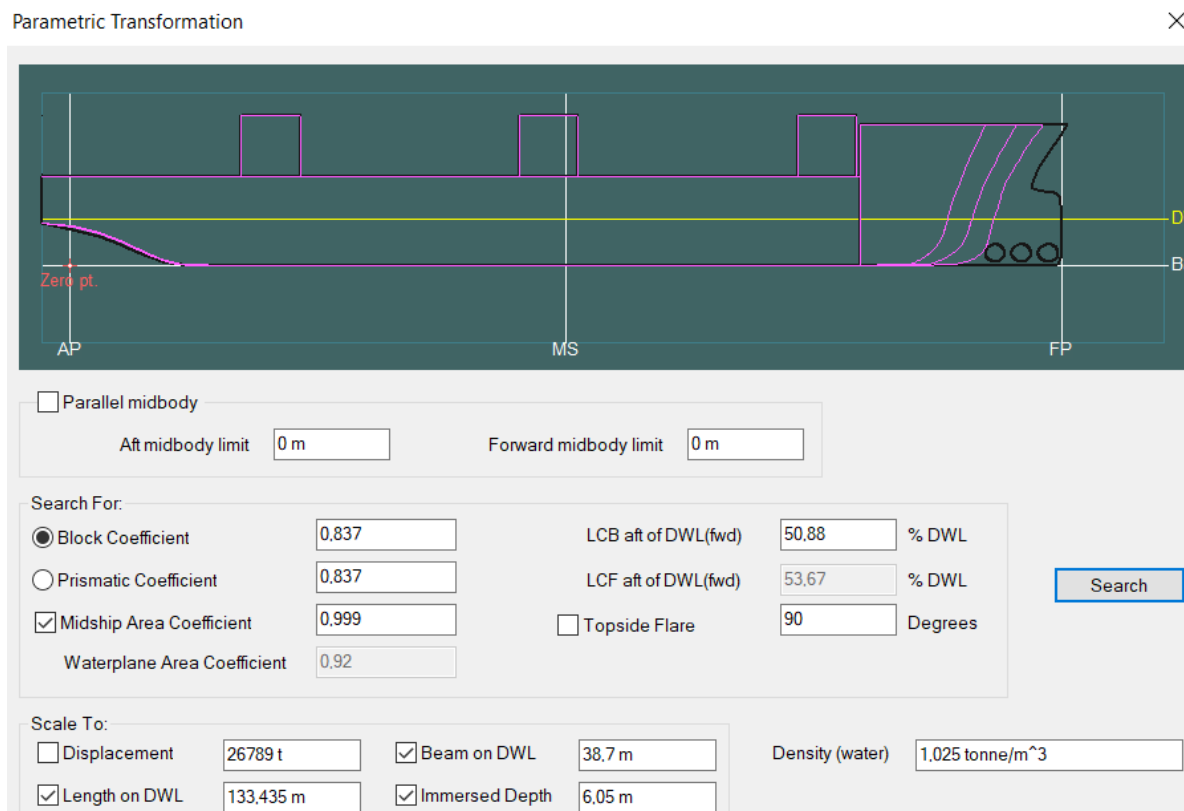 Parametric Transformation
D
B
Zero pt.
AP MS FP
Parallel midbody
Aft midbody limit 0 m Forward midbody limit 0 m
Search For:
Block Coefficient 0,837 LCB aft of DWL(fwd) 50,88 % DWL
Prismatic Coefficient 0,837 LCF aft of DWL(fwd) 53,67 % DWL
Search
Midship Area Coefficient 0,999 Topside Flare 90 Degrees
Waterplane Area Coefficient 0,92
Scale To:
Displacement 26789 t Beam on DWL 38,7 m Density (water) 1,025 tonne/m^3
Length on DWL 133,435 m Immersed Depth 6,05 m